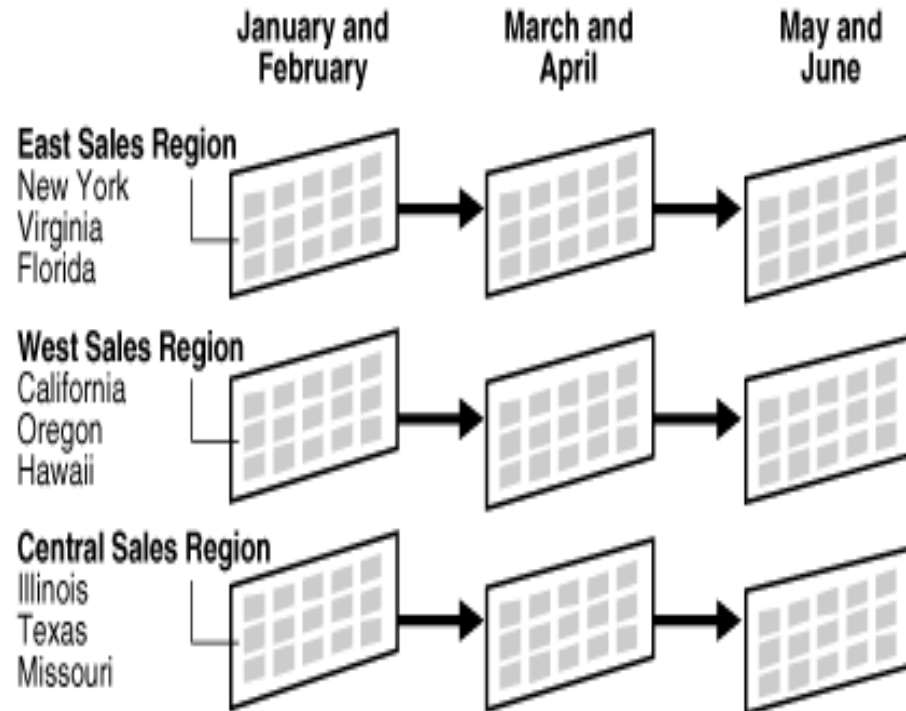 January and
February
March and
April
May and
June
East Sales Region
New York
Virginia
Florida
West Sales Region
California
Oregon
Hawaii
Central Sales Region
Illinois
Texas
Missouri